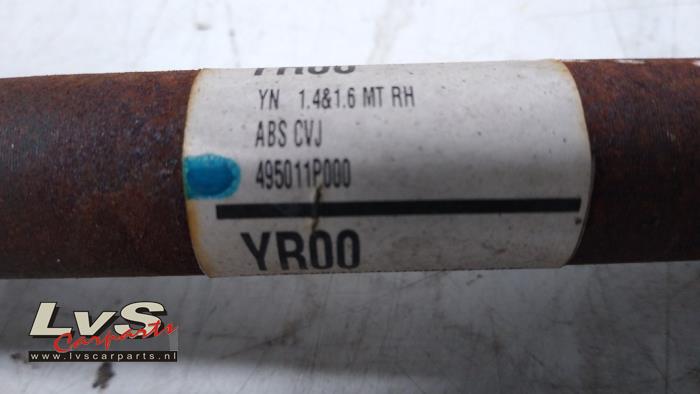 YN 1.4&1.6 MT RH
ABS CVJ
495011P000
YR00
LvS
Carparts
www.lvscarparts.nl